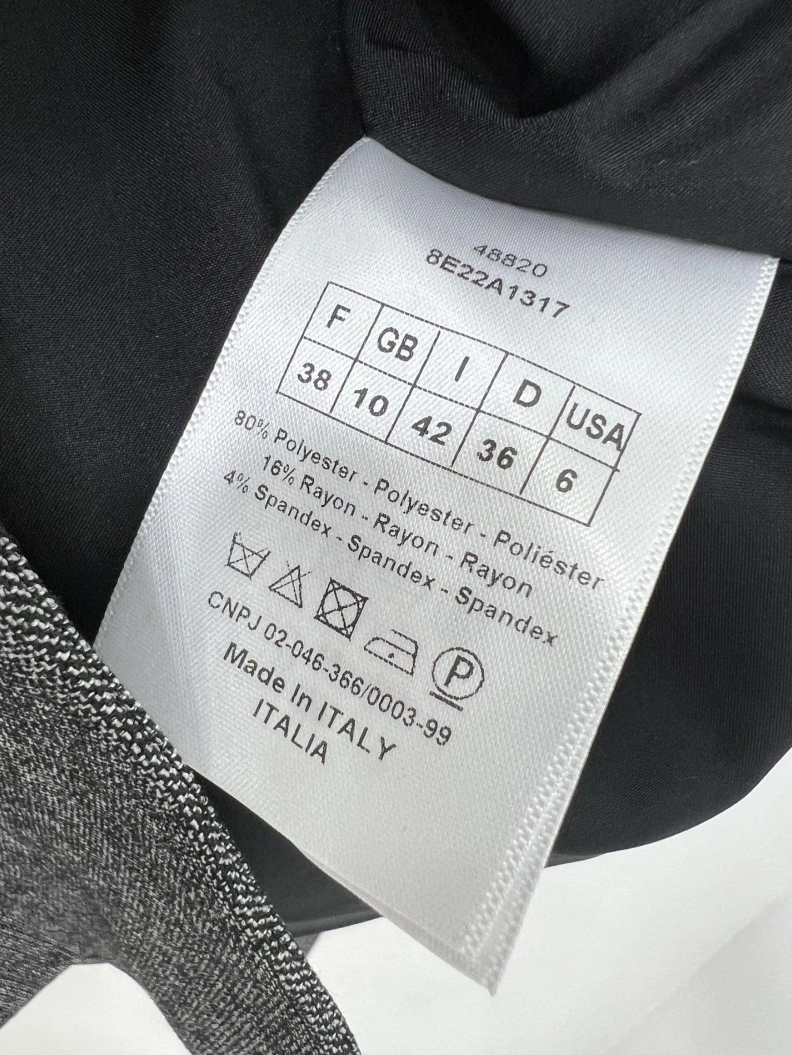 48820
8E22A1317
F GB I D USA
38 10 42 36 6
80% Polyester - Polyester - Poliéster
16% Rayon - Rayon - Rayon
4% Spandex - Spandex - Spandex
P
CNPJ 02-046-366/0003-99
Made In ITALY
ITALIA